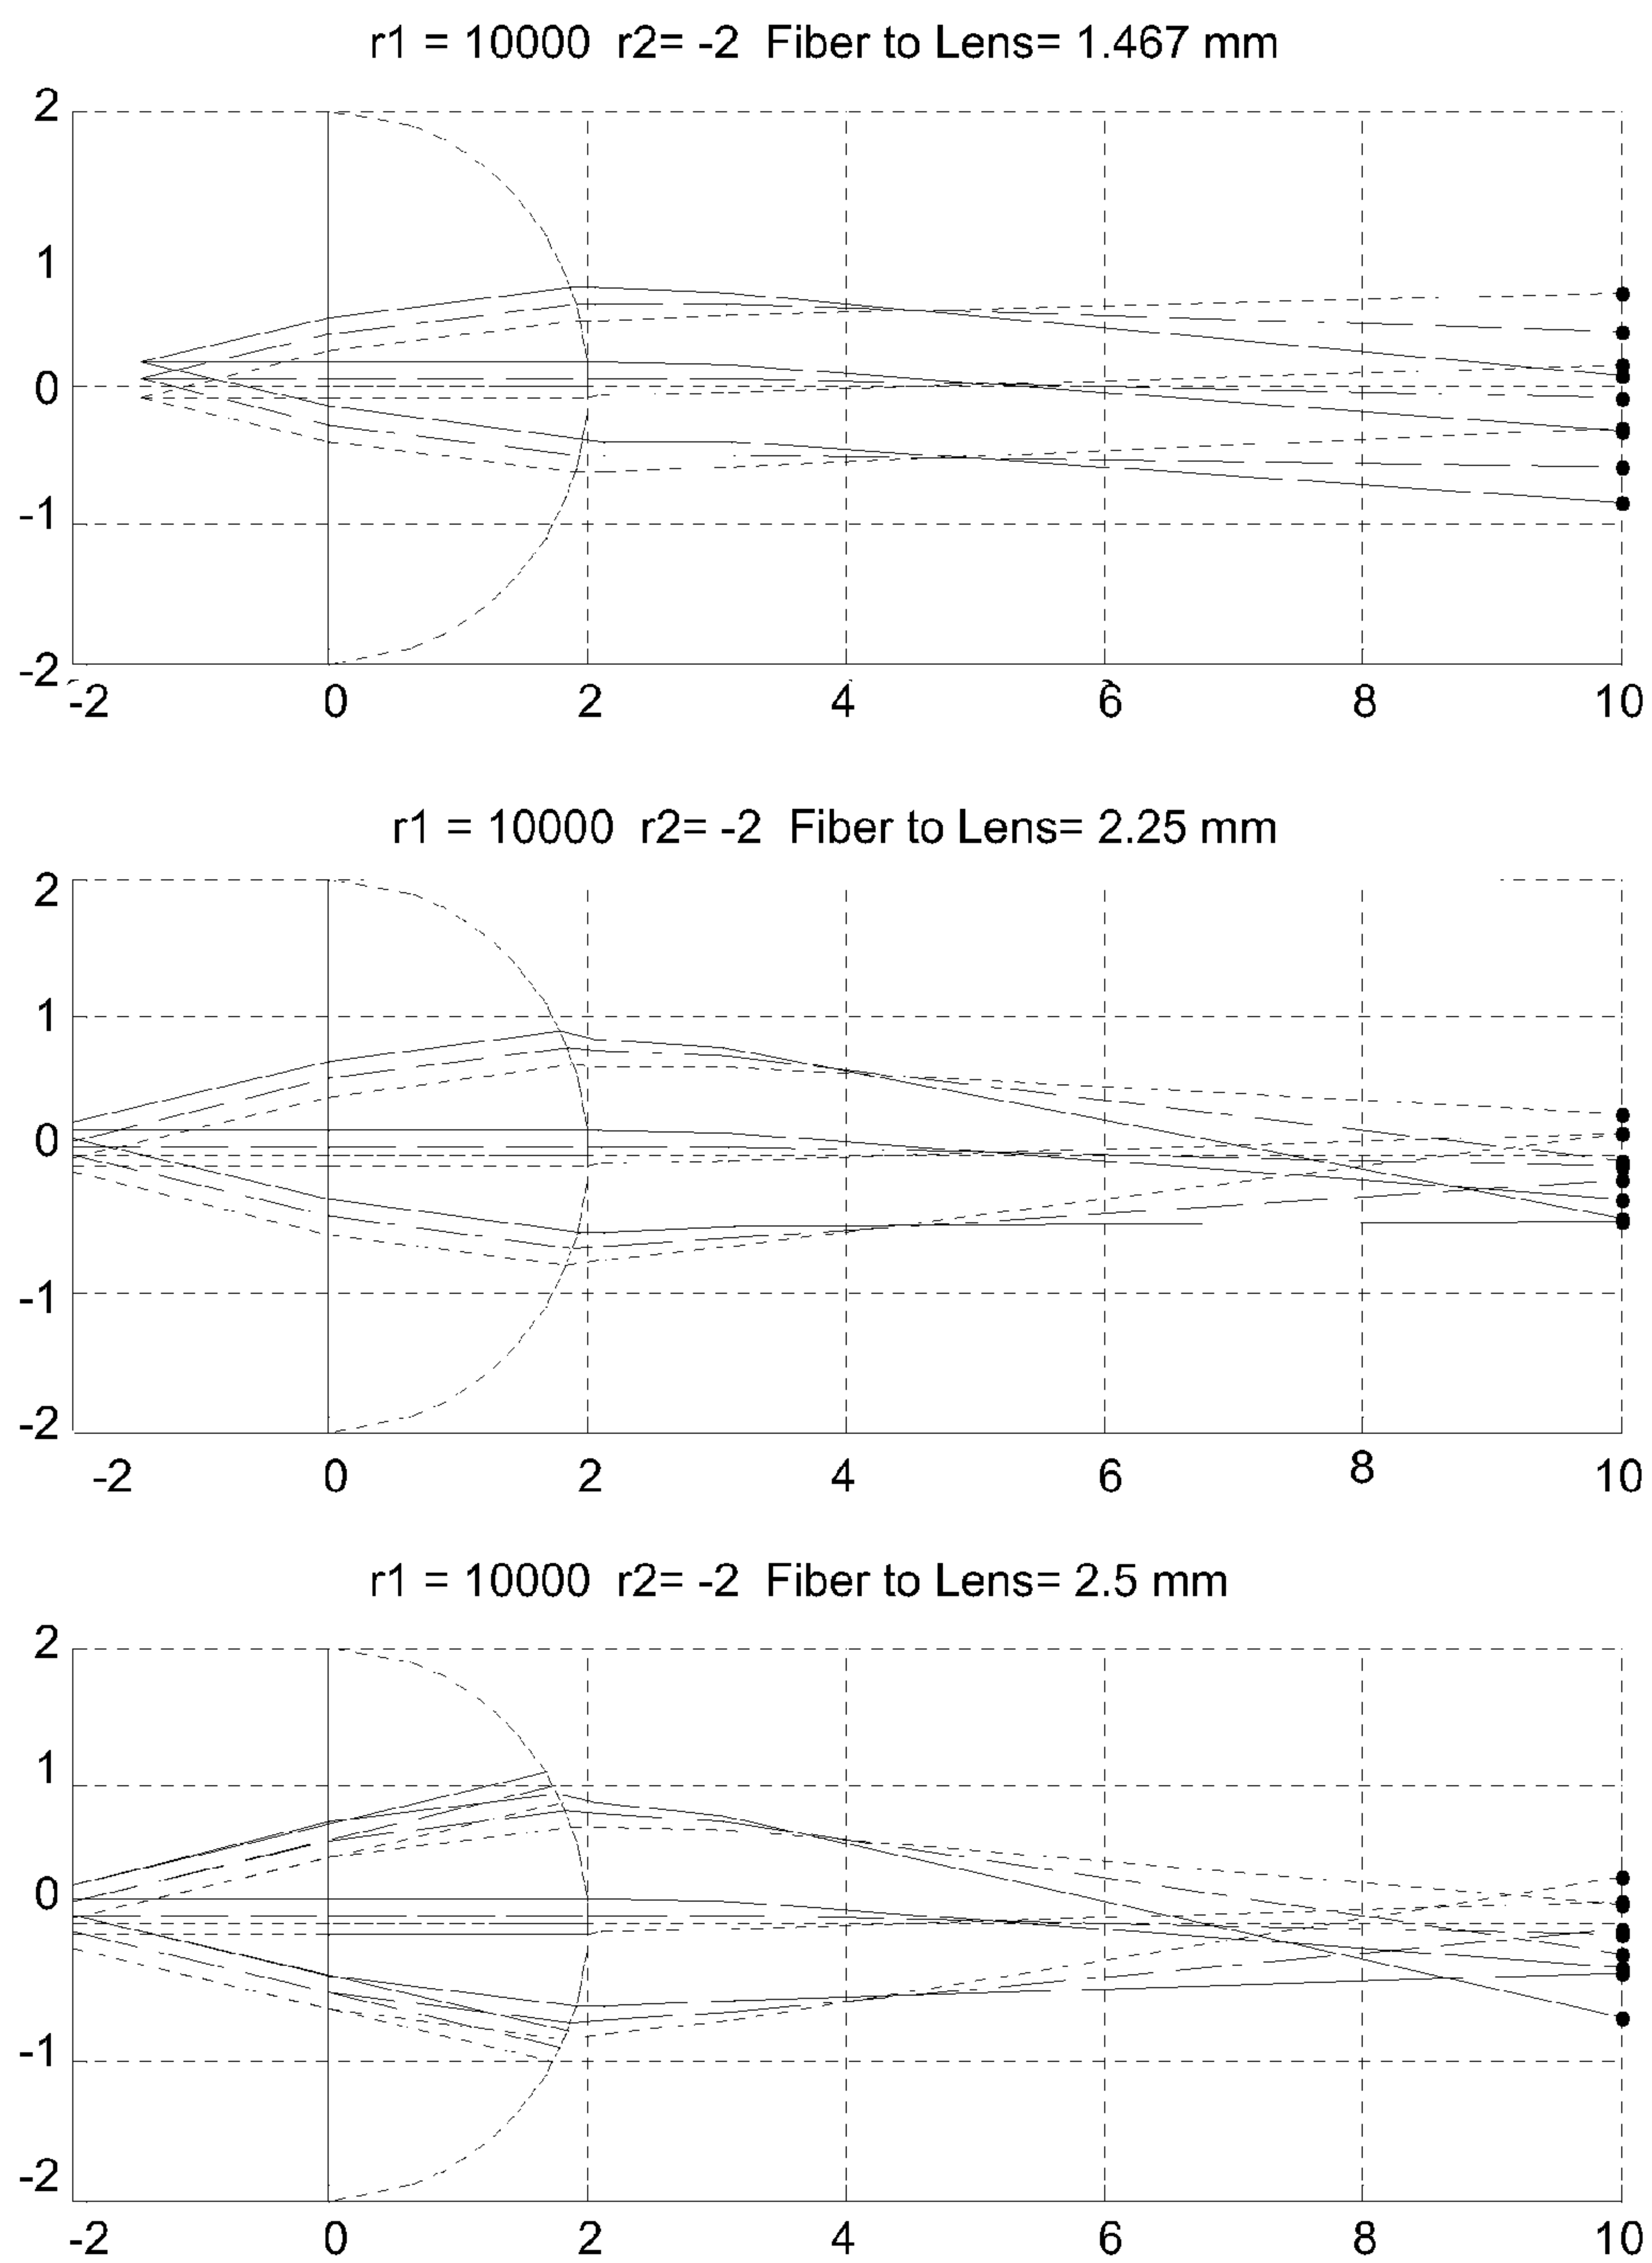 r1 = 10000 r2= -2 Fiber to Lens= 1.467 mm
2
1
0
-1
-2
-2 0 2 4 6 8 10
r1 = 10000 r2= -2 Fiber to Lens= 2.25 mm
2
1
0
-1
-2
-2 0 2 4 6 8 10
r1 = 10000 r2= -2 Fiber to Lens= 2.5 mm
2
1
0
-1
-2
-2 0 2 4 6 8 10